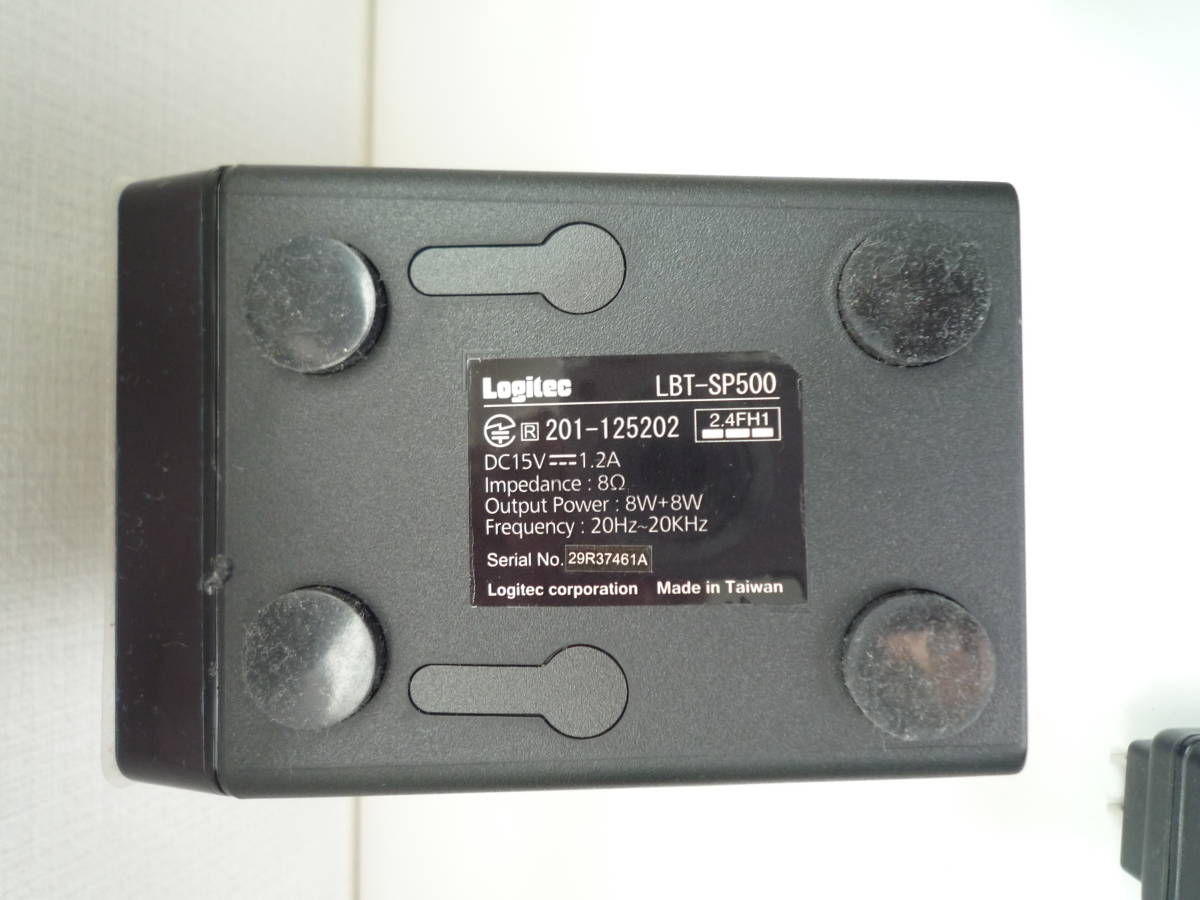 Logitec LBT-SP500
R 201-125202 2.4FH1
DC15V⎓1.2A
Impedance : 8Ω
Output Power : 8W+8W
Frequency : 20Hz~20KHz
Serial No. 29R37461A
Logitec corporation Made in Taiwan